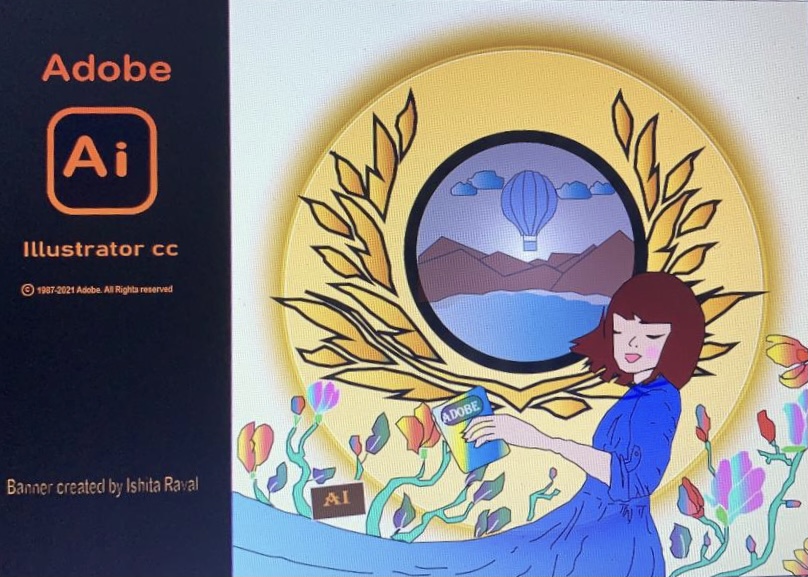 Adobe
Ai
Illustrator cc
© 1987-2021 Adobe. All Rights reserved
Banner created by Ishita Raval
ADOBE
AI